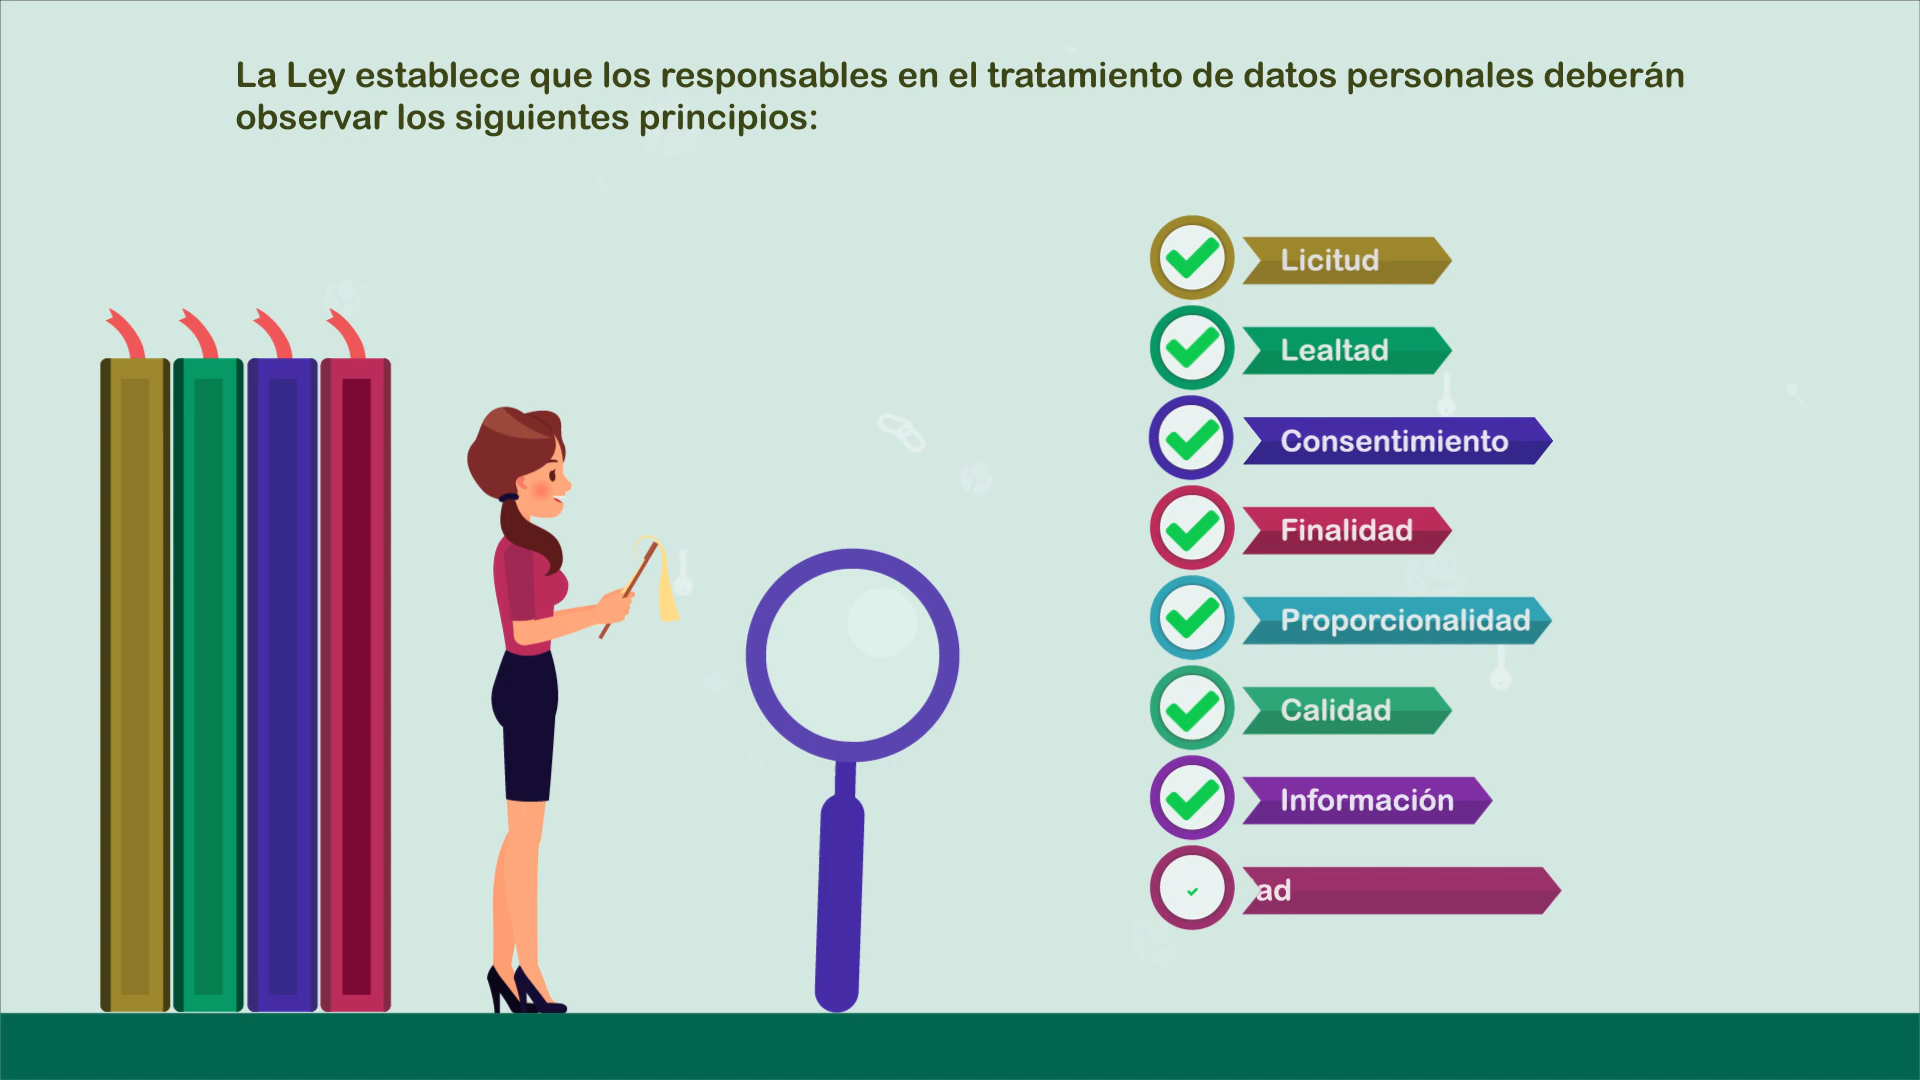 La Ley establece que los responsables en el tratamiento de datos personales deberán
observar los siguientes principios:
Licitud
Lealtad
Consentimiento
Finalidad
Proporcionalidad
Calidad
Información
ad